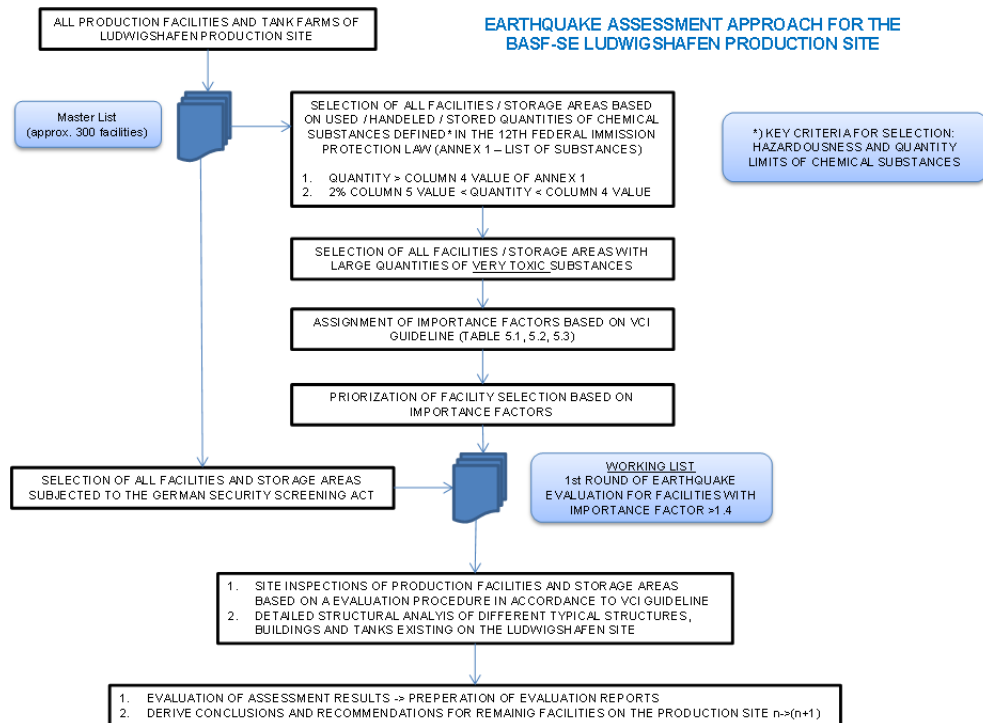 ALL PRODUCTION FACILITIES AND TANK FARMS OF
LUDWIGSHAFEN PRODUCTION SITE
EARTHQUAKE ASSESSMENT APPROACH FOR THE
BASF-SE LUDWIGSHAFEN PRODUCTION SITE
Master List
(approx. 300 facilities)
SELECTION OF ALL FACILITIES / STORAGE AREAS BASED
ON USED / HANDELED / STORED QUANTITIES OF CHEMICAL
SUBSTANCES DEFINED* IN THE 12TH FEDERAL IMMISSION
PROTECTION LAW (ANNEX 1 – LIST OF SUBSTANCES)
1. QUANTITY > COLUMN 4 VALUE OF ANNEX 1
2. 2% COLUMN 5 VALUE < QUANTITY < COLUMN 4 VALUE
*) KEY CRITERIA FOR SELECTION:
HAZARDOUSNESS AND QUANTITY
LIMITS OF CHEMICAL SUBSTANCES
SELECTION OF ALL FACILITIES / STORAGE AREAS WITH
LARGE QUANTITIES OF VERY TOXIC SUBSTANCES
ASSIGNMENT OF IMPORTANCE FACTORS BASED ON VCI
GUIDELINE (TABLE 5.1, 5.2, 5.3)
PRIORIZATION OF FACILITY SELECTION BASED ON
IMPORTANCE FACTORS
SELECTION OF ALL FACILITIES AND STORAGE AREAS
SUBJECTED TO THE GERMAN SECURITY SCREENING ACT
WORKING LIST
1st ROUND OF EARTHQUAKE
EVALUATION FOR FACILITIES WITH
IMPORTANCE FACTOR >1.4
1. SITE INSPECTIONS OF PRODUCTION FACILITIES AND STORAGE AREAS
BASED ON A EVALUATION PROCEDURE IN ACCORDANCE TO VCI GUIDELINE
2. DETAILED STRUCTURAL ANALYIS OF DIFFERENT TYPICAL STRUCTURES,
BUILDINGS AND TANKS EXISTING ON THE LUDWIGSHAFEN SITE
1. EVALUATION OF ASSESSMENT RESULTS -> PREPERATION OF EVALUATION REPORTS
2. DERIVE CONCLUSIONS AND RECOMMENDATIONS FOR REMAINIG FACILITIES ON THE PRODUCTION SITE n->(n+1)